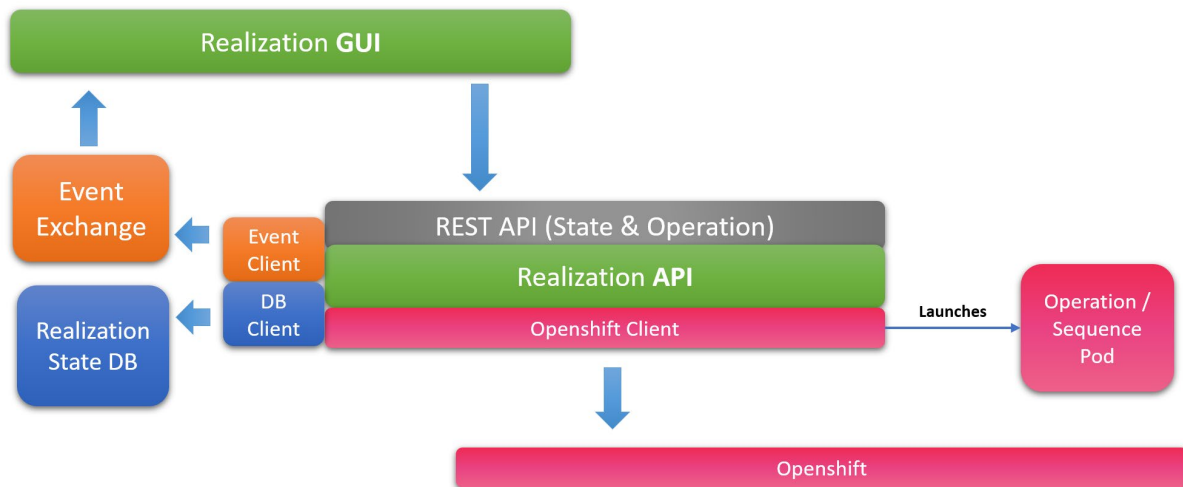 Realization GUI
Event
Exchange
REST API (State & Operation)
Event
Client
Realization API
DB
Client
Openshift Client
Launches
Operation /
Sequence
Pod
Realization
State DB
Openshift